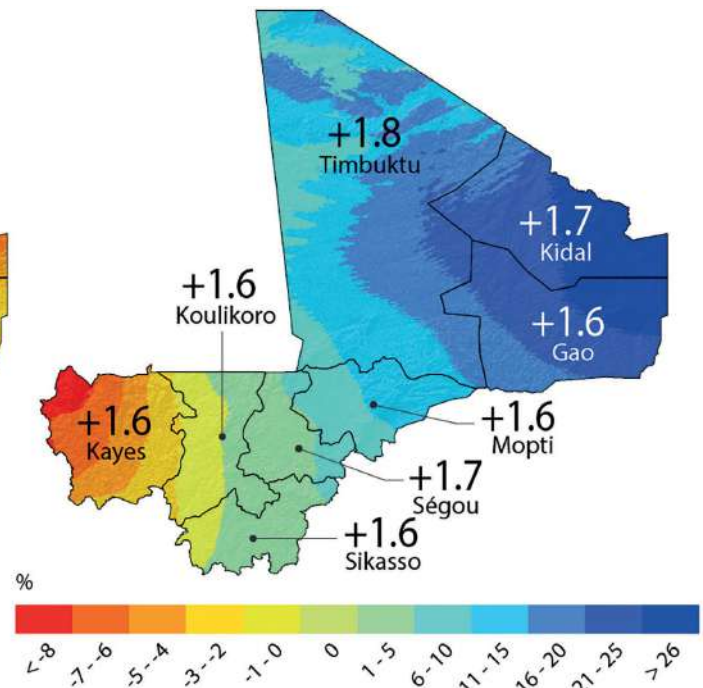 +1.8
Timbuktu
+1.7
Kidal
+1.6
Koulikoro
+1.6
Gao
+1.6
Kayes
+1.6
Mopti
+1.7
Ségou
+1.6
Sikasso
%
<-8
-7--6
-5--4
-3--2
-1-0
0
1-5
6-10
11-15
16-20
21-25
> 26